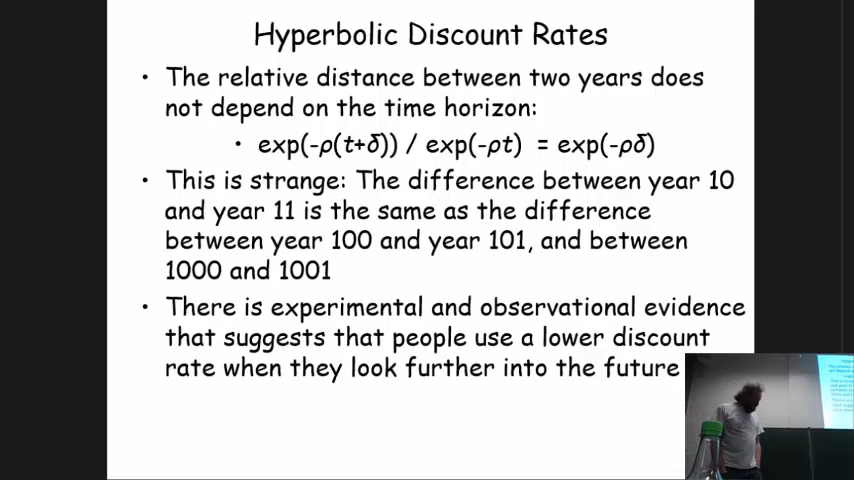 Hyperbolic Discount Rates
• The relative distance between two years does
not depend on the time horizon:
• exp(-ρ(t+δ)) / exp(-ρt) = exp(-ρδ)
• This is strange: The difference between year 10
and year 11 is the same as the difference
between year 100 and year 101, and between
1000 and 1001
• There is experimental and observational evidence
that suggests that people use a lower discount
rate when they look further into the future